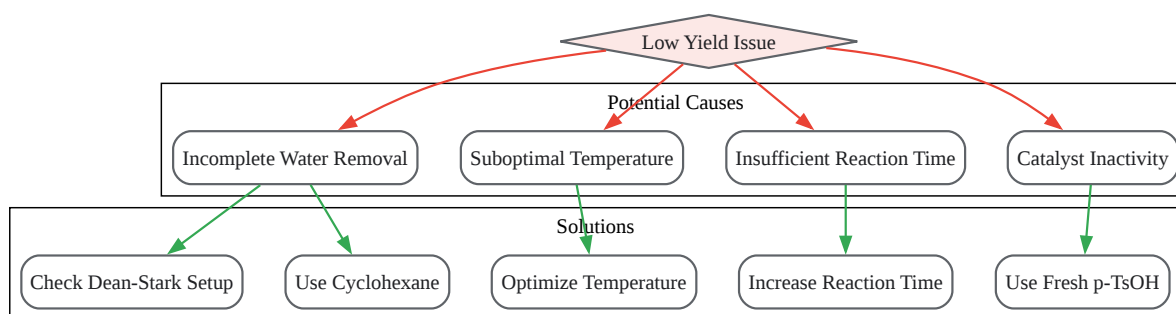 Low Yield Issue
Potential Causes
Incomplete Water Removal
Suboptimal Temperature
Insufficient Reaction Time
Catalyst Inactivity
Solutions
Check Dean-Stark Setup
Use Cyclohexane
Optimize Temperature
Increase Reaction Time
Use Fresh p-TsOH